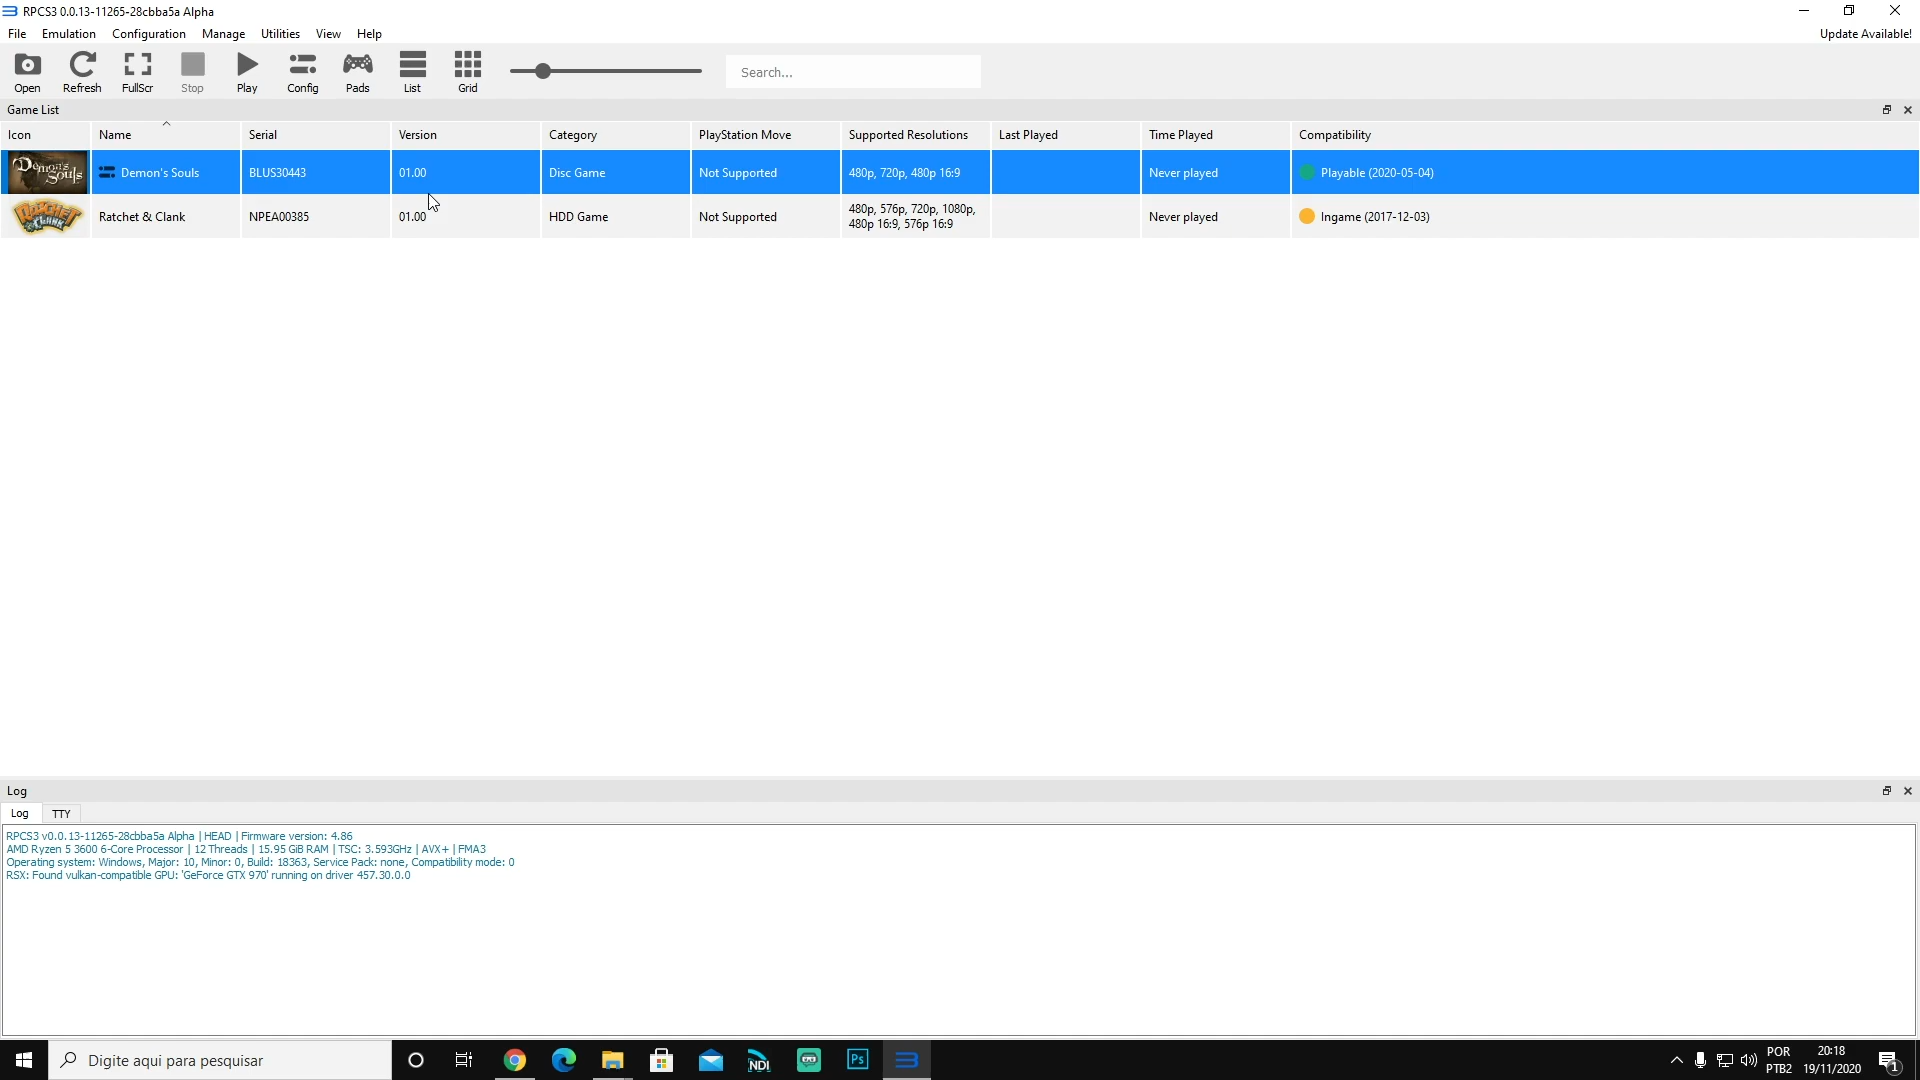 RPCS3 0.0.13-11265-28cbba5a Alpha
File Emulation Configuration Manage Utilities View Help Update Available!
Open Refresh FullScr Stop Play Config Pads List Grid Search...
Game List
Icon Name Serial Version Category PlayStation Move Supported Resolutions Last Played Time Played Compatibility
Demon's Souls Demon's Souls BLUS30443 01.00 Disc Game Not Supported 480p, 720p, 480p 16:9 Never played Playable (2020-05-04)
Ratchet & Clank Ratchet & Clank NPEA00385 01.00 HDD Game Not Supported 480p, 576p, 720p, 1080p, Never played Ingame (2017-12-03)
480p 16:9, 576p 16:9
Log
Log TTY
RPCS3 v0.0.13-11265-28cbba5a Alpha | HEAD | Firmware version: 4.86
AMD Ryzen 5 3600 6-Core Processor | 12 Threads | 15.95 GiB RAM | TSC: 3.593GHz | AVX+ | FMA3
Operating system: Windows, Major: 10, Minor: 0, Build: 18363, Service Pack: none, Compatibility mode: 0
RSX: Found vulkan-compatible GPU: 'GeForce GTX 970' running on driver 457.30.0.0
Digite aqui para pesquisar NDI Ps POR 20:18
PTB2 19/11/2020 1